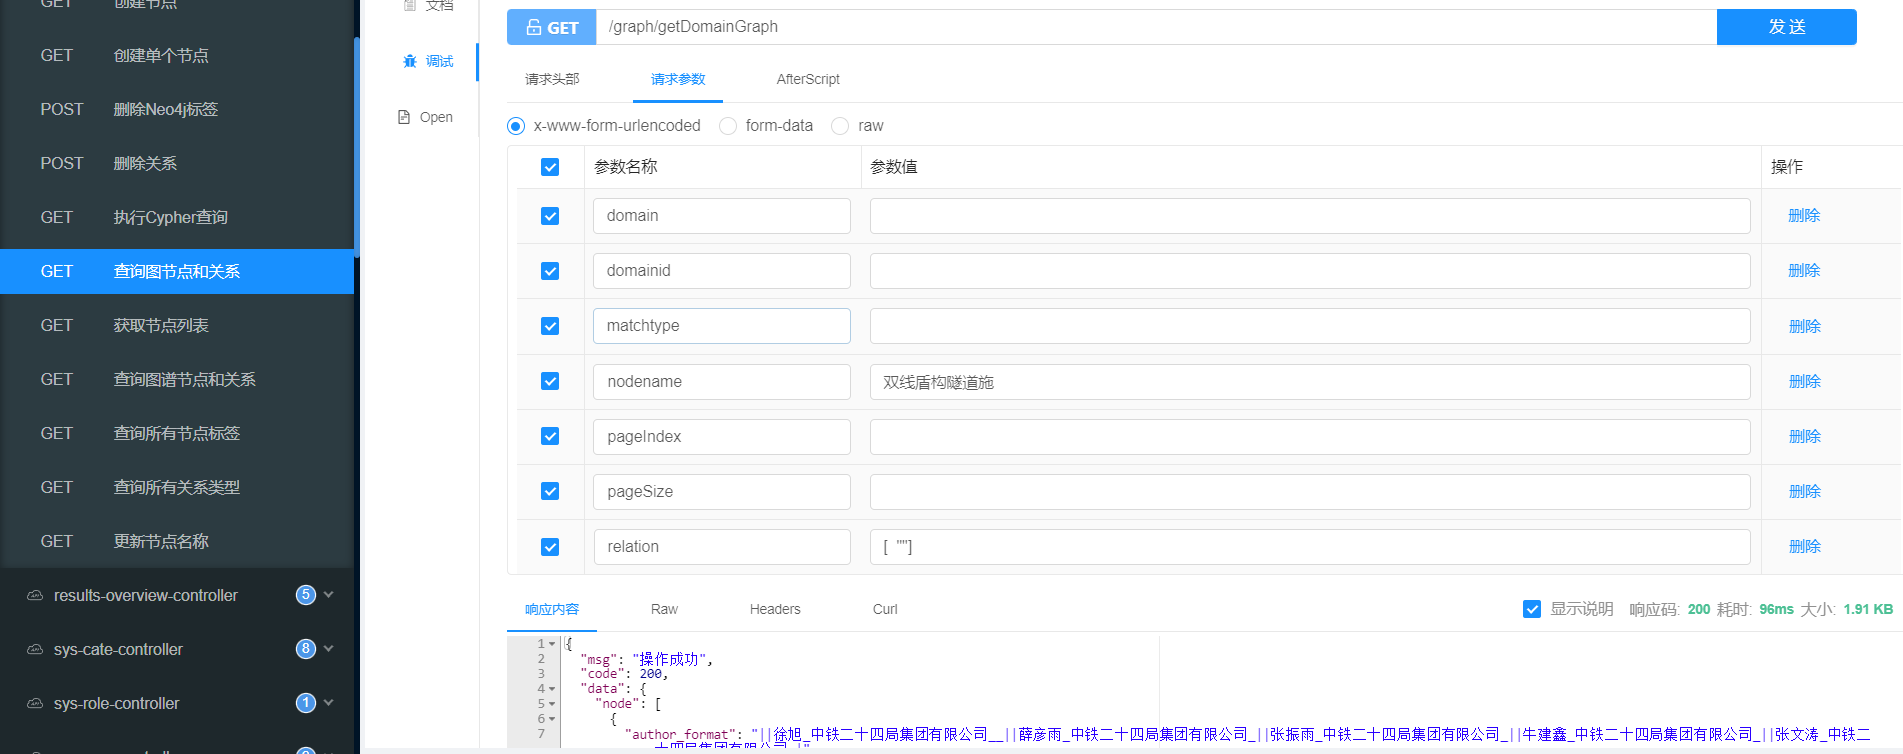 GET 创建节点
GET 创建单个节点
POST 删除Neo4j标签
POST 删除关系
GET 执行Cypher查询
GET 查询图节点和关系
GET 获取节点列表
GET 查询图谱节点和关系
GET 查询所有节点标签
GET 查询所有关系类型
GET 更新节点名称
results-overview-controller 5
sys-cate-controller 8
sys-role-controller 1
文档
调试
Open
GET /graph/getDomainGraph 发 送
请求头部 请求参数 AfterScript
x-www-form-urlencoded form-data raw
参数名称 参数值 操作
domain 删除
domainid 删除
matchtype 删除
nodename 双线盾构隧道施 删除
pageIndex 删除
pageSize 删除
relation [ ""] 删除
响应内容 Raw Headers Curl 显示说明 响应码: 200 耗时: 96ms 大小: 1.91 KB
1 {
2 "msg": "操作成功",
3 "code": 200,
4 "data": {
5 "node": [
6 {
7 "author_format": "||徐旭_中铁二十四局集团有限公司__||薛彦雨_中铁二十四局集团有限公司_||张振雨_中铁二十四局集团有限公司_||牛建鑫_中铁二十四局集团有限公司_||张文涛_中铁二
十四局集团有限公司_|"